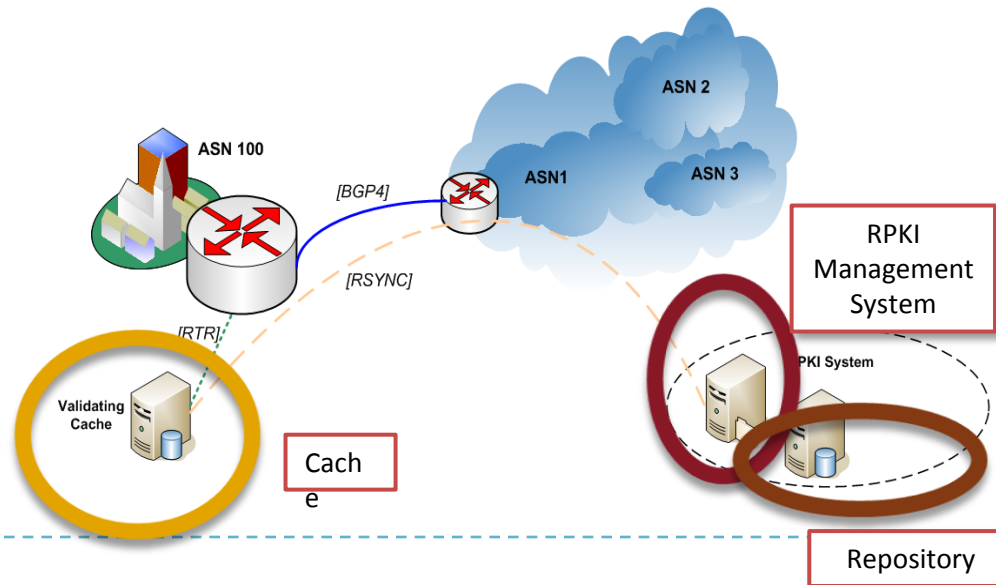 ASN 2
ASN 100
ASN1
ASN 3
[BGP4]
RPKI
Management
System
[RSYNC]
[RTR]
PKI System
Validating
Cache
Cach
e
Repository